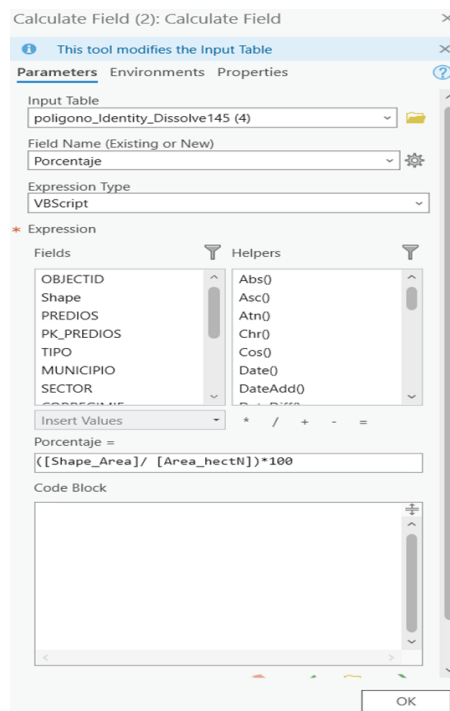 Calculate Field (2): Calculate Field
This tool modifies the Input Table
Parameters Environments Properties
Input Table
poligono_Identity_Dissolve145 (4)
Field Name (Existing or New)
Porcentaje
Expression Type
VBScript
* Expression
Fields Helpers
OBJECTID Abs()
Shape Asc()
PREDIOS Atn()
PK_PREDIOS Chr()
TIPO Cos()
MUNICIPIO Date()
SECTOR DateAdd()
Insert Values * / + - =
Porcentaje =
([Shape_Area]/ [Area_hectN])*100
Code Block
OK